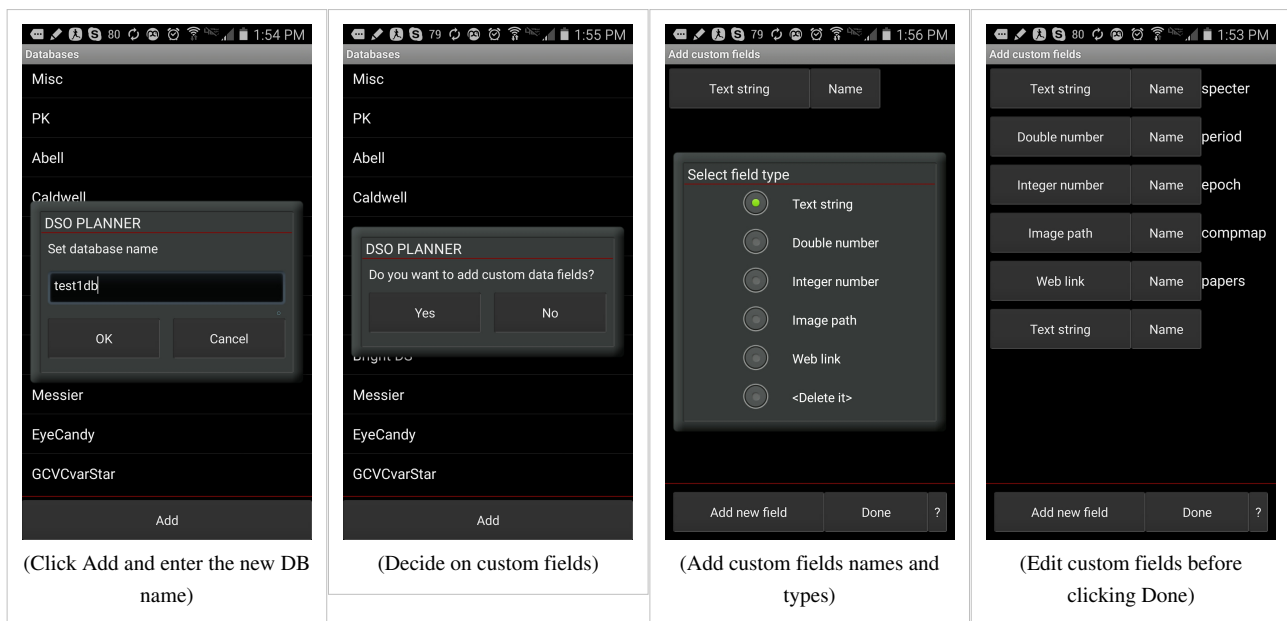 80 1:54 PM
Databases
Misc
PK
Abell
Caldwell
DSO PLANNER
Set database name
test1db
OK Cancel
Messier
EyeCandy
GCVCvarStar
Add
(Click Add and enter the new DB
name)
79 1:55 PM
Databases
Misc
PK
Abell
Caldwell
DSO PLANNER
Do you want to add custom data fields?
Yes No
Bright DS
Messier
EyeCandy
GCVCvarStar
Add
(Decide on custom fields)
79 1:56 PM
Add custom fields
Text string Name
Select field type
Text string
Double number
Integer number
Image path
Web link
<Delete it>
Add new field Done ?
(Add custom fields names and
types)
80 1:53 PM
Add custom fields
Text string Name specter
Double number Name period
Integer number Name epoch
Image path Name compmap
Web link Name papers
Text string Name
Add new field Done ?
(Edit custom fields before
clicking Done)